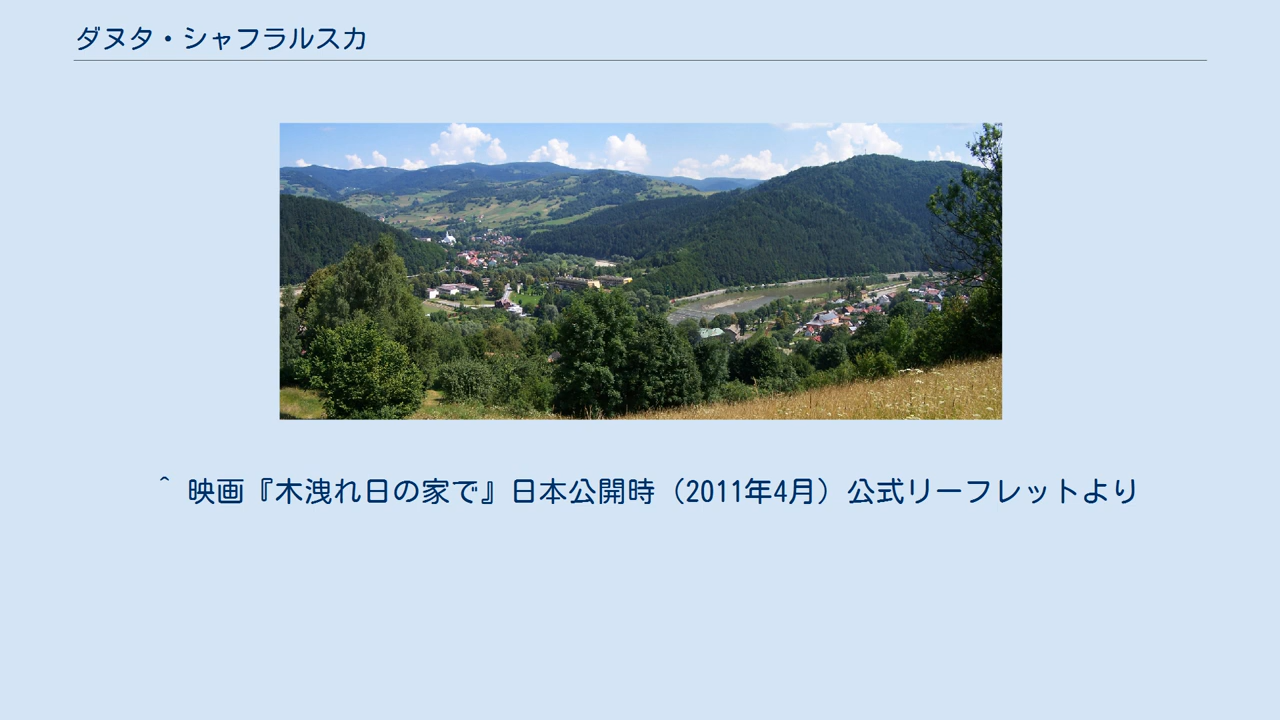 ダヌタ・シャフラルスカ
^ 映画『木洩れ日の家で』日本公開時（2011年4月）公式リーフレットより